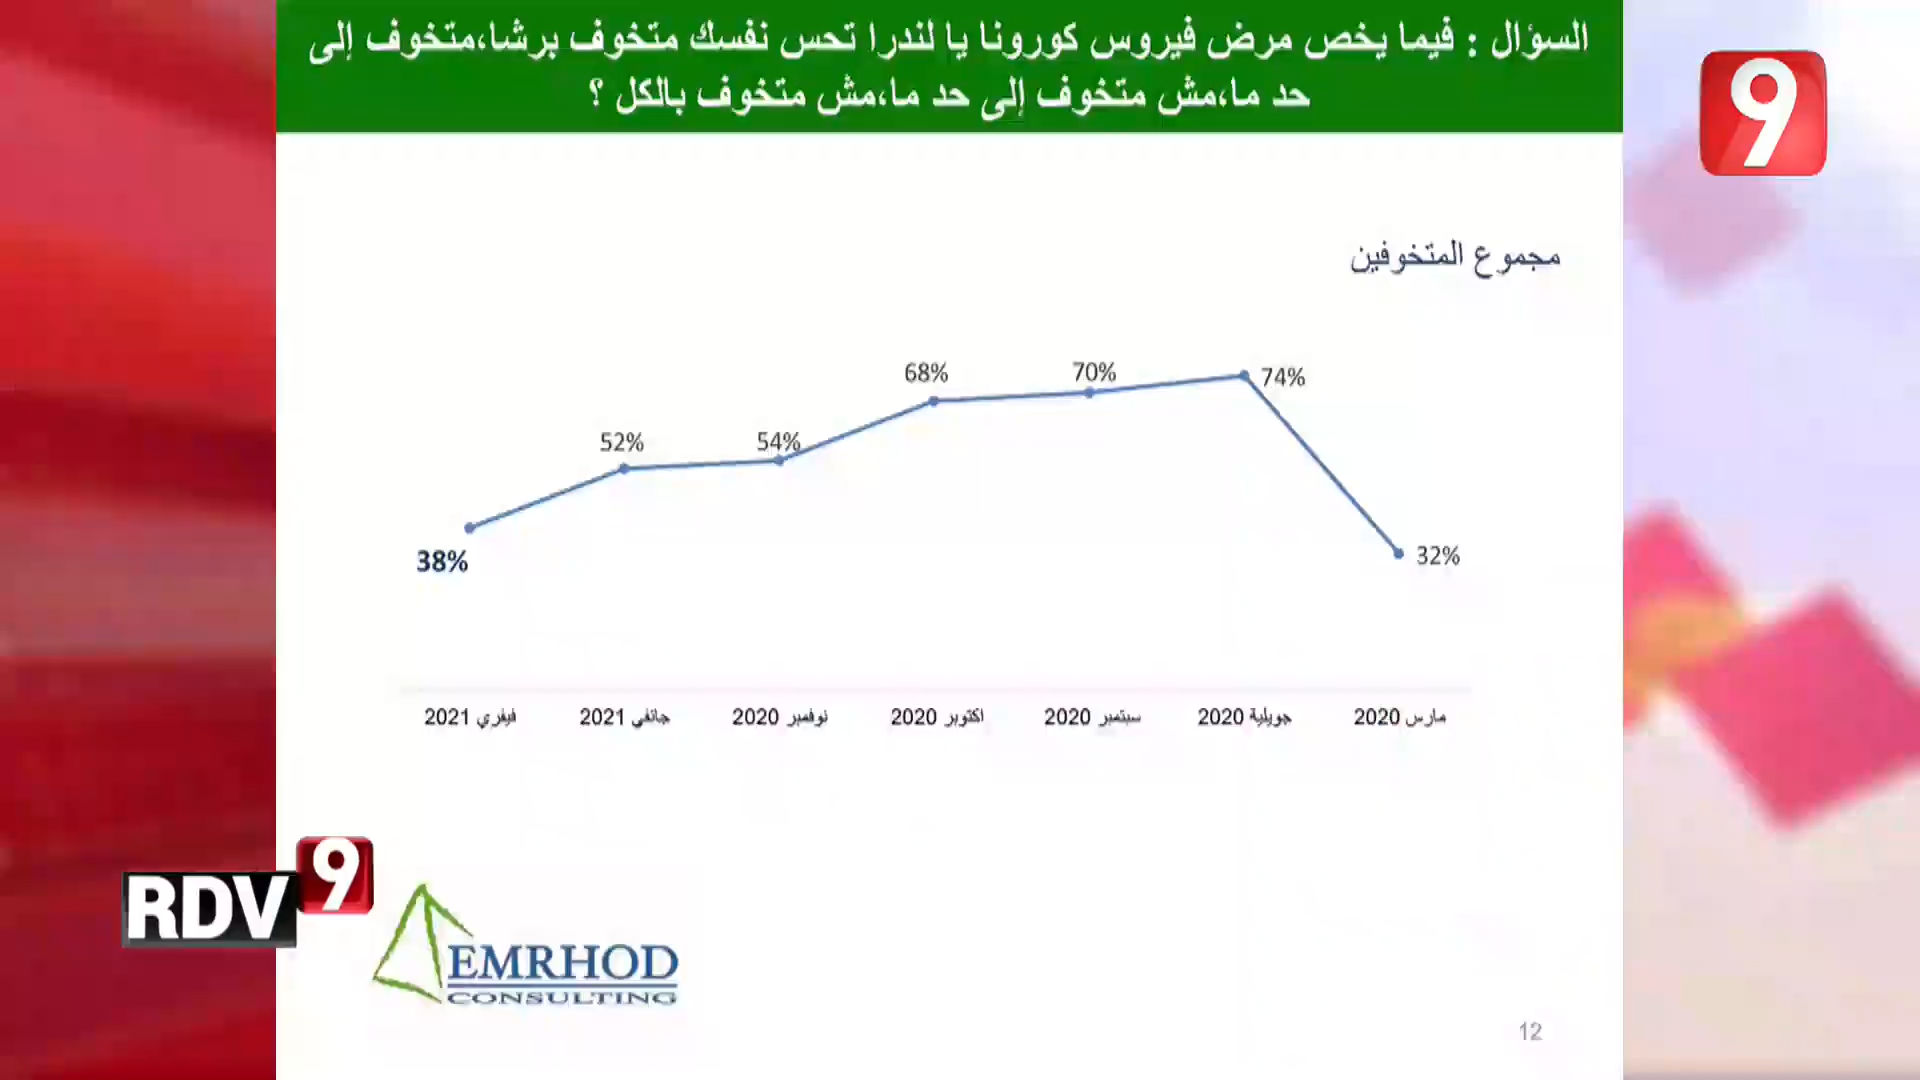 السؤال : فيما يخص مرض فيروس كورونا يا لندرا تحس نفسك متخوف برشا،متخوف إلى
حد ما،مش متخوف إلى حد ما،مش متخوف بالكل ؟
9
مجموع المتخوفين
74%
70%
68%
54%
52%
38%
32%
مارس 2020
جويلية 2020
سبتمبر 2020
اكتوبر 2020
نوفمبر 2020
جانفي 2021
فيفري 2021
RDV 9
EMRHOD
CONSULTING
12